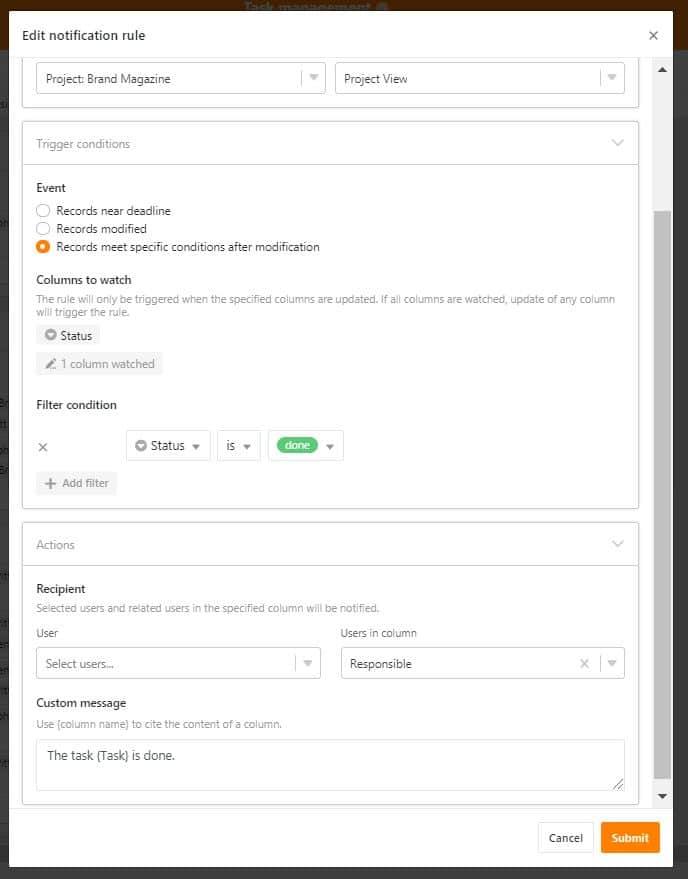 Task management
Edit notification rule
Project: Brand Magazine
Project View
Trigger conditions
Event
Records near deadline
Records modified
Records meet specific conditions after modification
Columns to watch
The rule will only be triggered when the specified columns are updated. If all columns are watched, update of any column
will trigger the rule.
Status
1 column watched
Filter condition
Status is done
Add filter
Actions
Recipient
Selected users and related users in the specified column will be notified.
User
Users in column
Select users...
Responsible
Custom message
Use {column name} to cite the content of a column.
The task {Task} is done.
Cancel
Submit